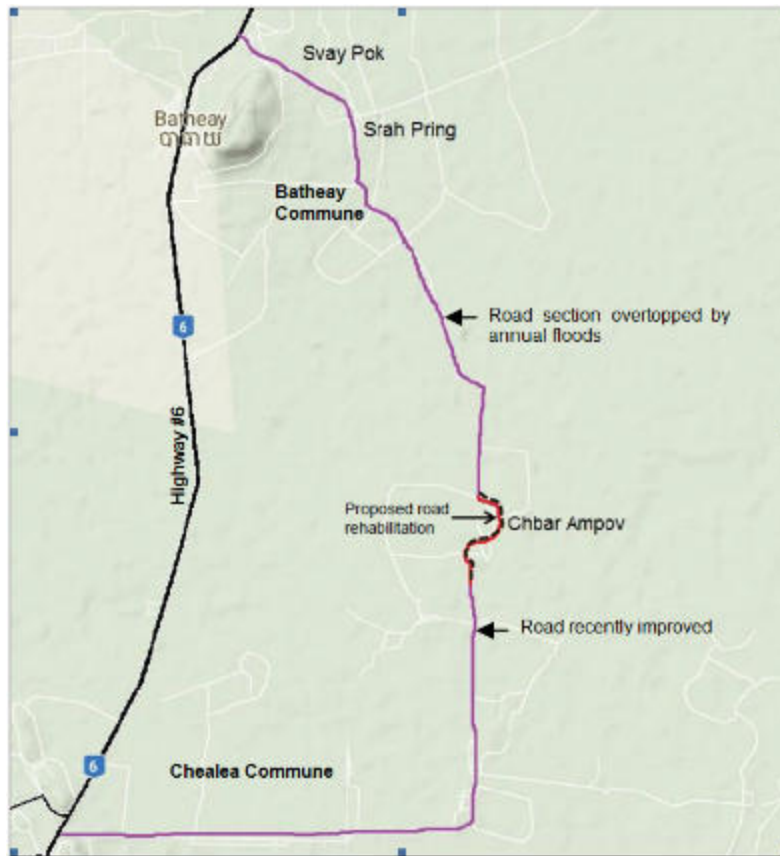 Svay Pok
Batheay
បាធាយ
Srah Pring
Batheay
Commune
Road section overtopped by
annual floods
6
Highway #6
Proposed road
rehabilitation
Chbar Ampov
Road recently improved
6
Chealea Commune